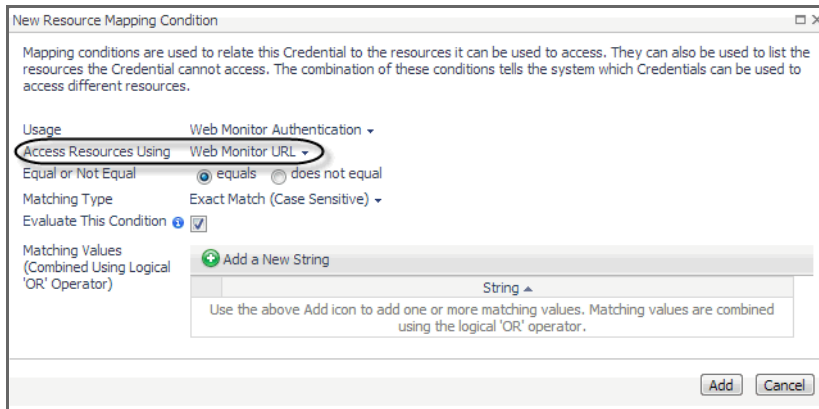 New Resource Mapping Condition
Mapping conditions are used to relate this Credential to the resources it can be used to access. They can also be used to list the
resources the Credential cannot access. The combination of these conditions tells the system which Credentials can be used to
access different resources.
Usage Web Monitor Authentication
Access Resources Using Web Monitor URL
Equal or Not Equal equals does not equal
Matching Type Exact Match (Case Sensitive)
Evaluate This Condition
Matching Values
(Combined Using Logical
'OR' Operator)
Add a New String
String
Use the above Add icon to add one or more matching values. Matching values are combined
using the logical 'OR' operator.
Add Cancel